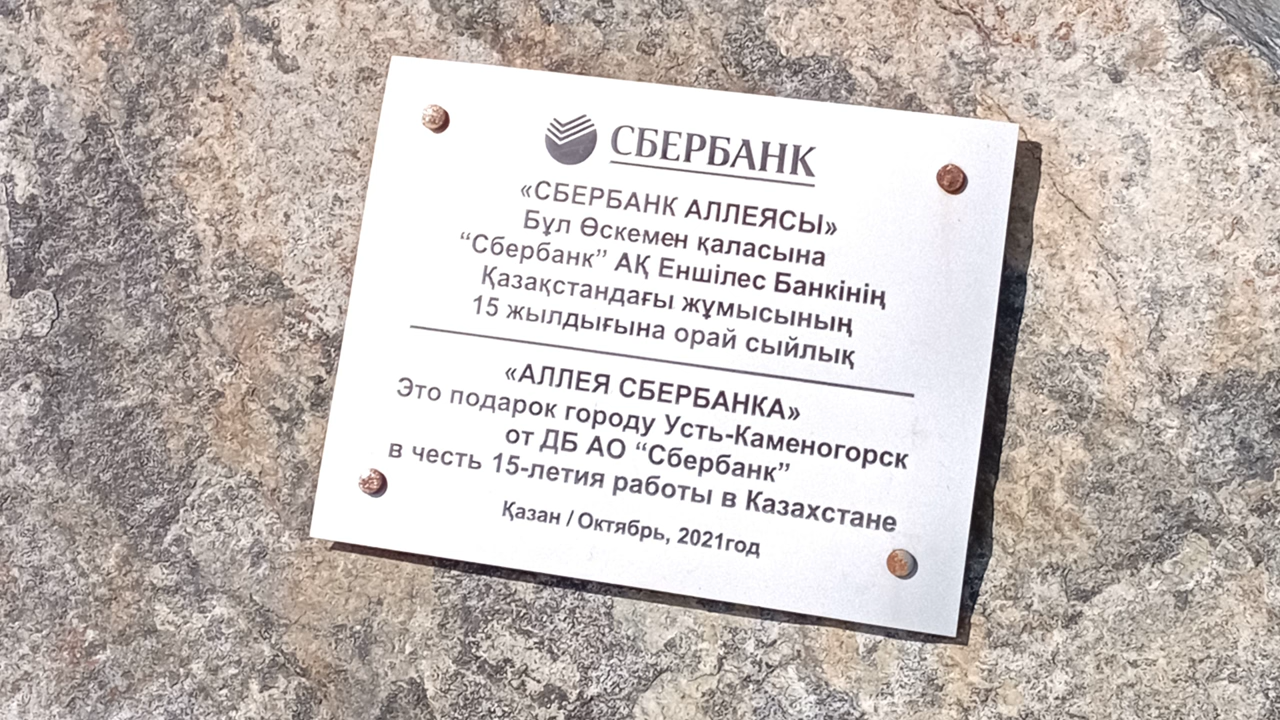 СБЕРБАНК
«СБЕРБАНК АЛЛЕЯСЫ»
Бұл Өскемен қаласына
“Сбербанк” АҚ Еншілес Банкінің
Қазақстандағы жұмысының
15 жылдығына орай сыйлық
«АЛЛЕЯ СБЕРБАНКА»
Это подарок городу Усть-Каменогорск
от ДБ АО “Сбербанк”
в честь 15-летия работы в Казахстане
Қазан / Октябрь, 2021год